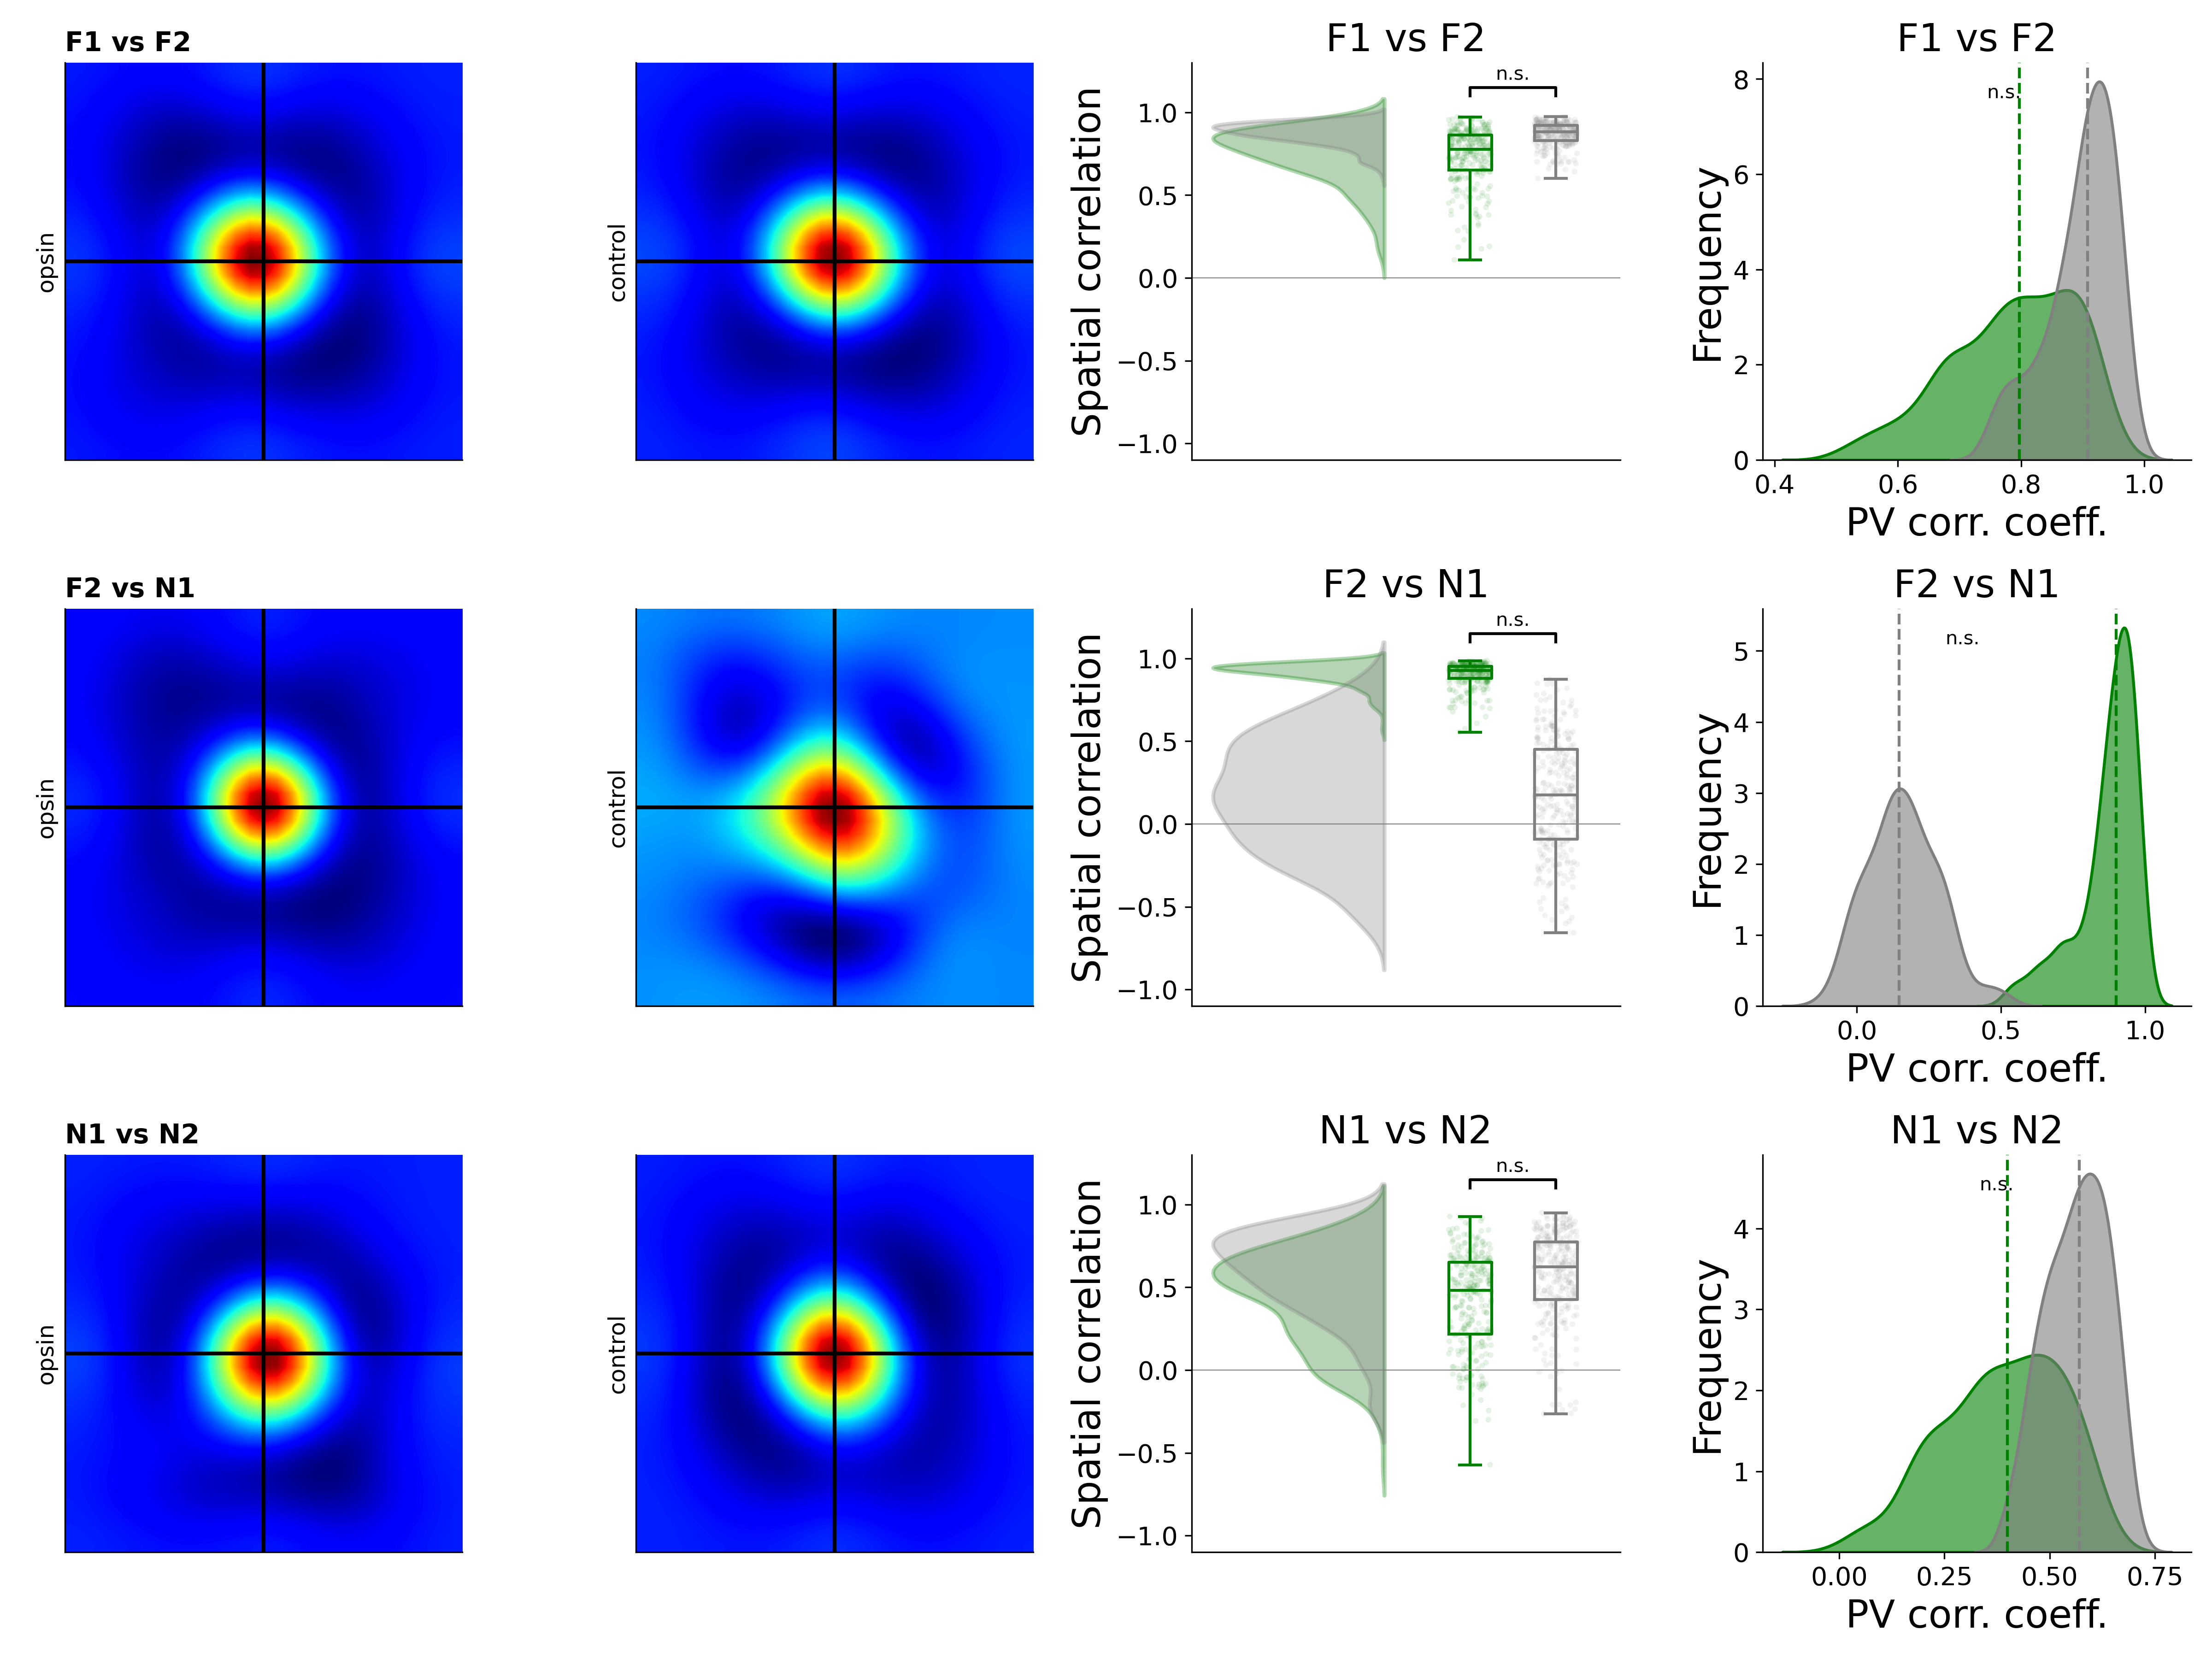 F1 vs F2
opsin
control
F1 vs F2
Spatial correlation
1.0
0.5
0.0
−0.5
−1.0
n.s.
F1 vs F2
Frequency
8
6
4
2
0
n.s.
0.4 0.6 0.8 1.0
PV corr. coeff.
F2 vs N1
opsin
control
F2 vs N1
Spatial correlation
1.0
0.5
0.0
−0.5
−1.0
n.s.
F2 vs N1
Frequency
5
4
3
2
1
0
n.s.
0.0 0.5 1.0
PV corr. coeff.
N1 vs N2
opsin
control
N1 vs N2
Spatial correlation
1.0
0.5
0.0
−0.5
−1.0
n.s.
N1 vs N2
Frequency
4
3
2
1
0
n.s.
0.00 0.25 0.50 0.75
PV corr. coeff.